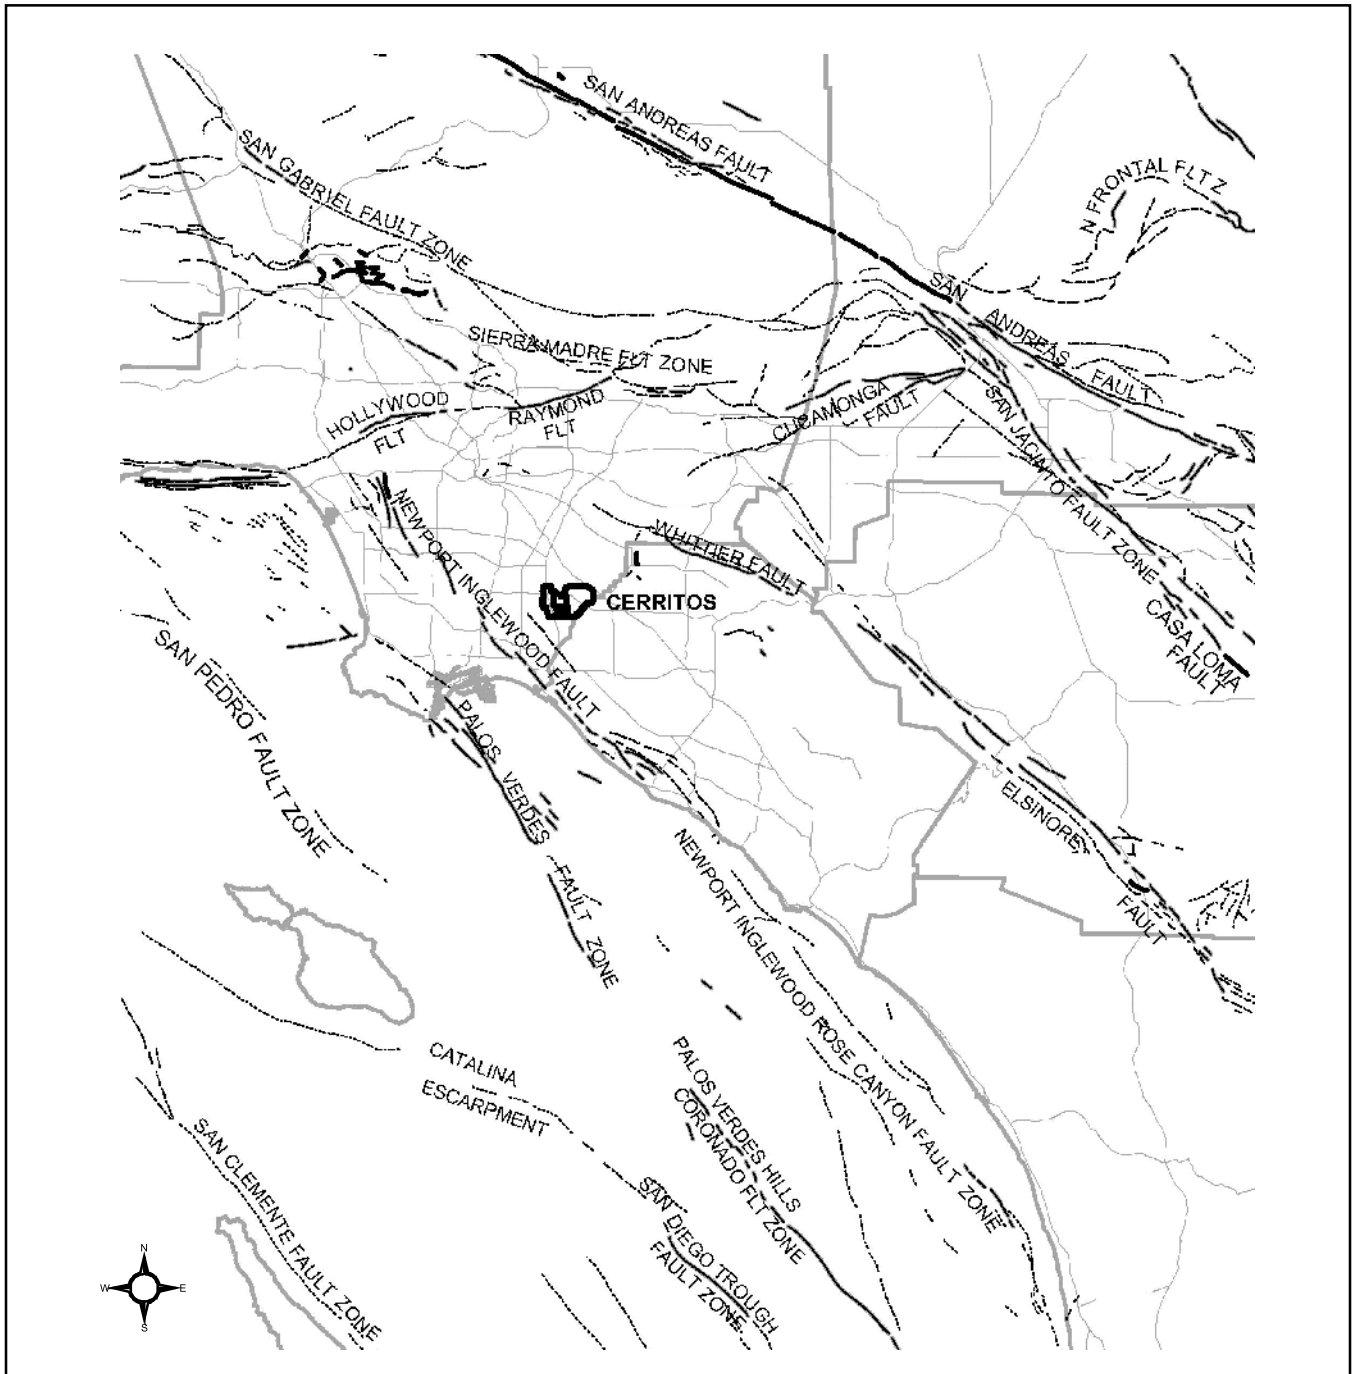 SAN ANDREAS FAULT
SAN GABRIEL FAULT ZONE
N FRONTAL FLT Z
SAN
ANDREAS
FAULT
SIERRA MADRE FLT ZONE
HOLLYWOOD
FLT
RAYMOND
FLT
CUCAMONGA
FAULT
SAN JACINTO FAULT ZONE
NEWPORT INGLEWOOD FAULT
WHITTIER FAULT
CERRITOS
CASA LOMA
FAULT
SAN PEDRO FAULT ZONE
PALOS VERDES FAULT ZONE
ELSINORE
FAULT
NEWPORT INGLEWOOD ROSE CANYON FAULT ZONE
CATALINA
ESCARPMENT
PALOS VERDES HILLS
CORONADO FLT ZONE
SAN CLEMENTE FAULT ZONE
SAN DIEGO TROUGH
FAULT ZONE
N
W
E
S